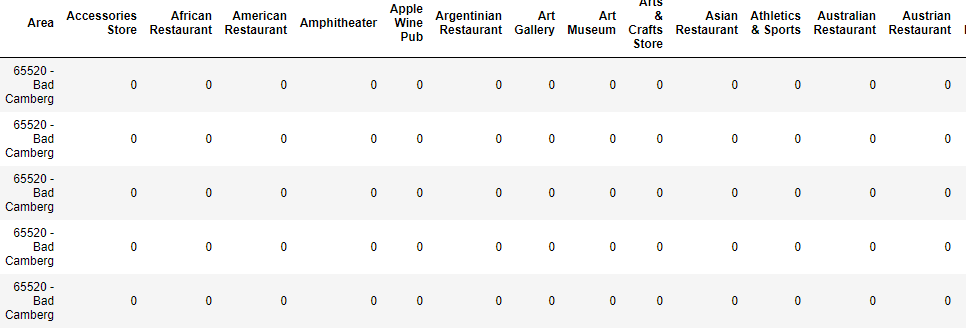 Area Accessories Store African Restaurant American Restaurant Amphitheater Apple Wine Pub Argentinian Restaurant Art Gallery Art Museum Arts & Crafts Store Asian Restaurant Athletics & Sports Australian Restaurant Austrian Restaurant
65520 - Bad Camberg 0 0 0 0 0 0 0 0 0 0 0 0 0
65520 - Bad Camberg 0 0 0 0 0 0 0 0 0 0 0 0 0
65520 - Bad Camberg 0 0 0 0 0 0 0 0 0 0 0 0 0
65520 - Bad Camberg 0 0 0 0 0 0 0 0 0 0 0 0 0
65520 - Bad Camberg 0 0 0 0 0 0 0 0 0 0 0 0 0